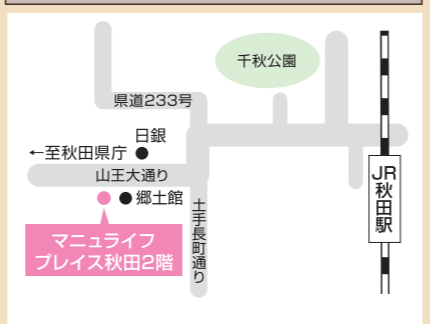 千秋公園
県道233号
日銀
←至秋田県庁
山王大通り
郷土館
マニュライフ
プレイス秋田2階
土手長町通り
JR秋田駅